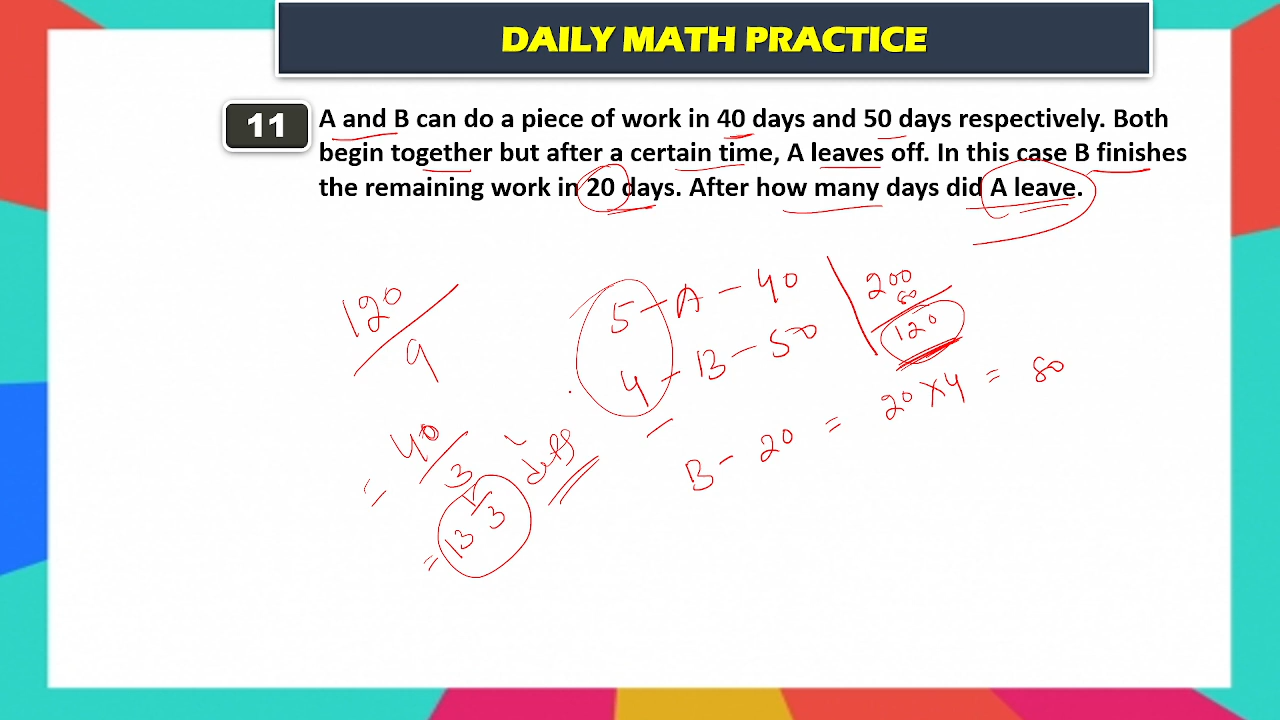 DAILY MATH PRACTICE
11
A and B can do a piece of work in 40 days and 50 days respectively. Both
begin together but after a certain time, A leaves off. In this case B finishes
the remaining work in 20 days. After how many days did A leave.
5 - A - 40
4 - B - 50
200
80
120
B - 20 = 20 × 4 = 80
120/9
= 40/3 days
= 13 1/3